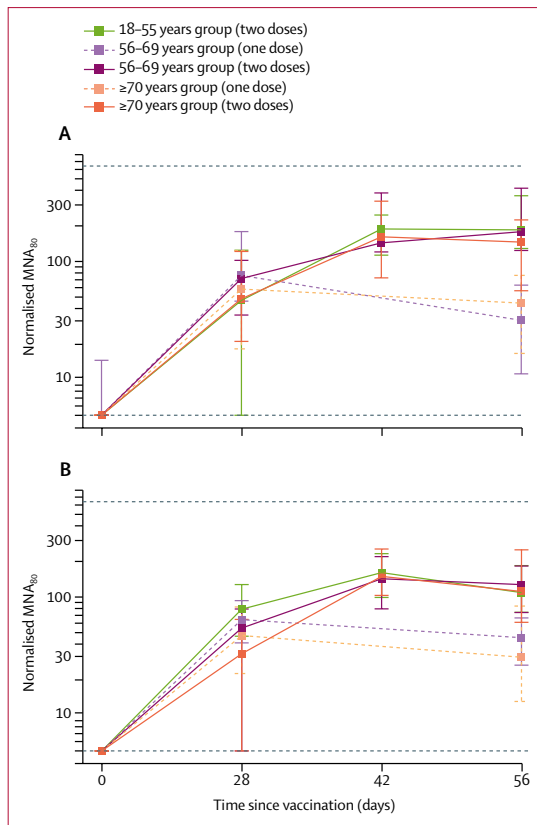 18–55 years group (two doses)
56–69 years group (one dose)
56–69 years group (two doses)
≥70 years group (one dose)
≥70 years group (two doses)
A
300
100
30
10
Normalised MNA₈₀
B
300
100
30
10
Normalised MNA₈₀
0 28 42 56
Time since vaccination (days)